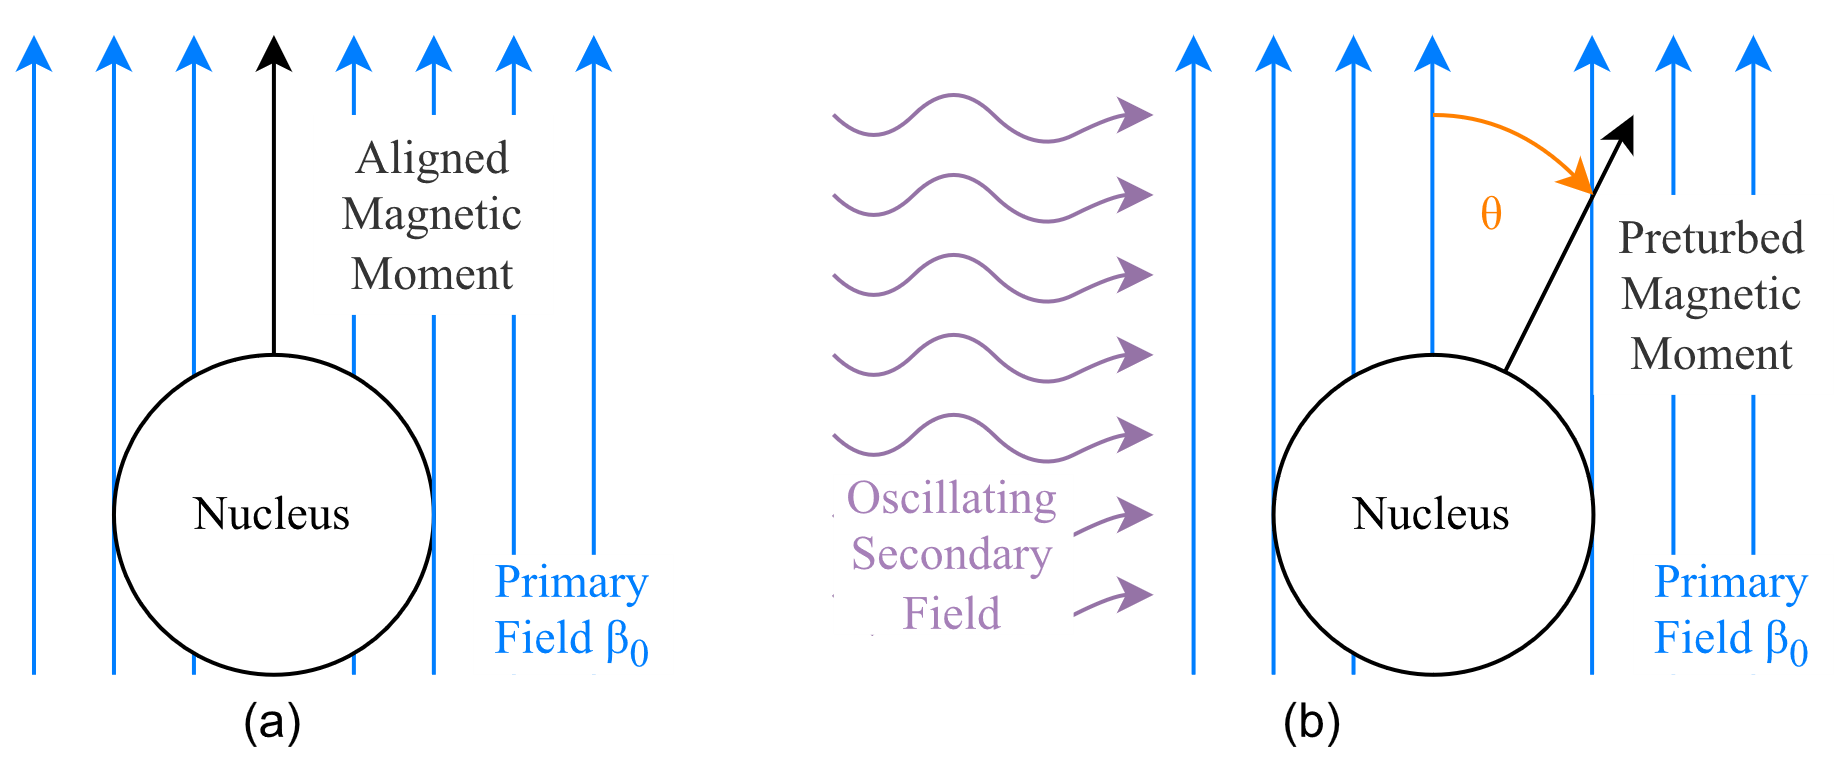 Aligned
Magnetic
Moment
Nucleus
Primary
Field β0
(a)
Oscillating
Secondary
Field
θ
Preturbed
Magnetic
Moment
Nucleus
Primary
Field β0
(b)